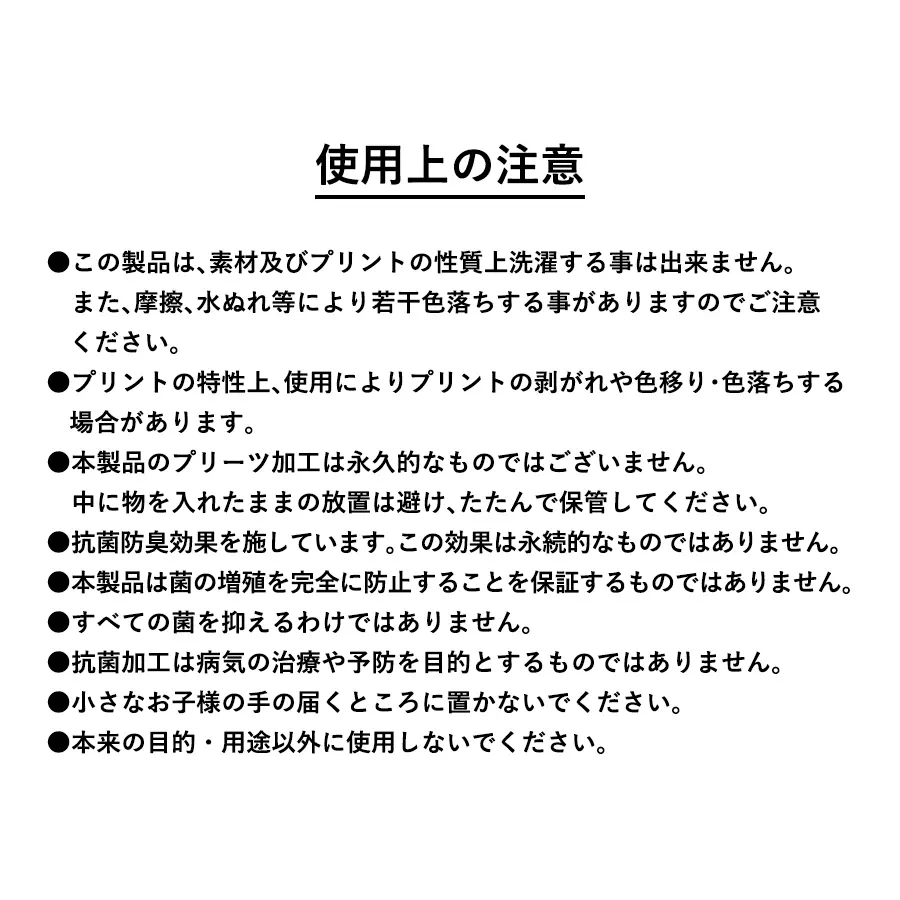 使用上の注意
●この製品は、素材及びプリントの性質上洗濯する事は出来ません。
また、摩擦、水ぬれ等により若干色落ちする事がありますのでご注意
ください。
●プリントの特性上、使用によりプリントの剥がれや色移り・色落ちする
場合があります。
●本製品のプリーツ加工は永久的なものではございません。
中に物を入れたままの放置は避け、たたんで保管してください。
●抗菌防臭効果を施しています。この効果は永続的なものではありません。
●本製品は菌の増殖を完全に防止することを保証するものではありません。
●すべての菌を抑えるわけではありません。
●抗菌加工は病気の治療や予防を目的とするものではありません。
●小さなお子様の手の届くところに置かないでください。
●本来の目的・用途以外に使用しないでください。